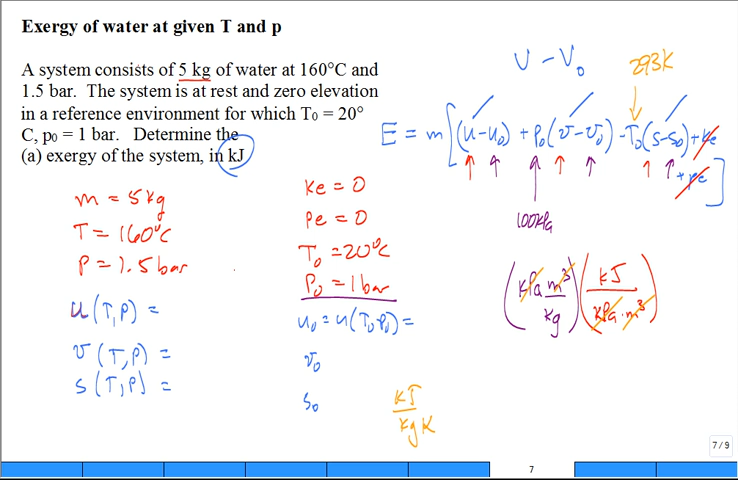 Exergy of water at given T and p
A system consists of 5 kg of water at 160°C and
1.5 bar. The system is at rest and zero elevation
in a reference environment for which T₀ = 20°
C, p₀ = 1 bar. Determine the
(a) exergy of the system, in kJ
m = 5 kg
T = 160°C
P = 1.5 bar
u(T,P) =
v(T,P) =
s(T,P) =
ke = 0
pe = 0
T₀ = 20°C
P₀ = 1 bar
u₀ = u(T₀,P₀) =
v₀
s₀
kJ
kg K
U - V₀
293K
E = m[(u-u₀) + P₀(v-v₀) - T₀(s-s₀) + ke
+ pe]
100kPa
(kPa m³/kg)(kJ/kPa·m³)
7
7/9